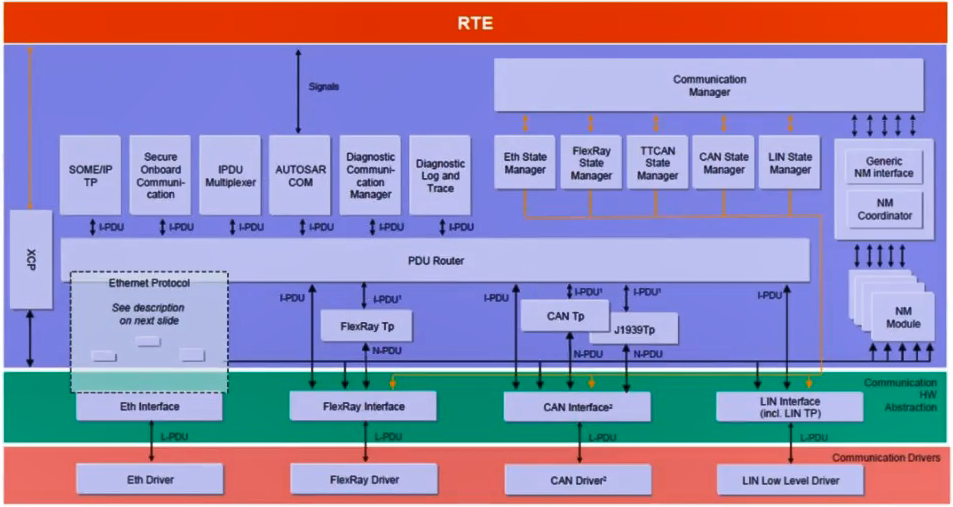 RTE
Signals
Communication
Manager
SOME/IP
TP
Secure
Onboard
Communi-
cation
IPDU
Multiplexer
AUTOSAR
COM
Diagnostic
Communi-
cation
Manager
Diagnostic
Log and
Trace
Eth State
Manager
FlexRay
State
Manager
TTCAN
State
Manager
CAN State
Manager
LIN State
Manager
Generic
NM interface
NM
Coordinator
I-PDU
I-PDU
I-PDU
I-PDU
I-PDU
I-PDU
XCP
PDU Router
Ethernet Protocol
See description
on next slide
I-PDU
I-PDU¹
I-PDU
I-PDU¹
I-PDU¹
I-PDU
FlexRay Tp
CAN Tp
J1939Tp
NM
Module
N-PDU
N-PDU
N-PDU
Communication
HW
Abstraction
Eth Interface
FlexRay Interface
CAN Interface²
LIN Interface
(incl. LIN TP)
L-PDU
L-PDU
L-PDU
L-PDU
Communication Drivers
Eth Driver
FlexRay Driver
CAN Driver²
LIN Low Level Driver